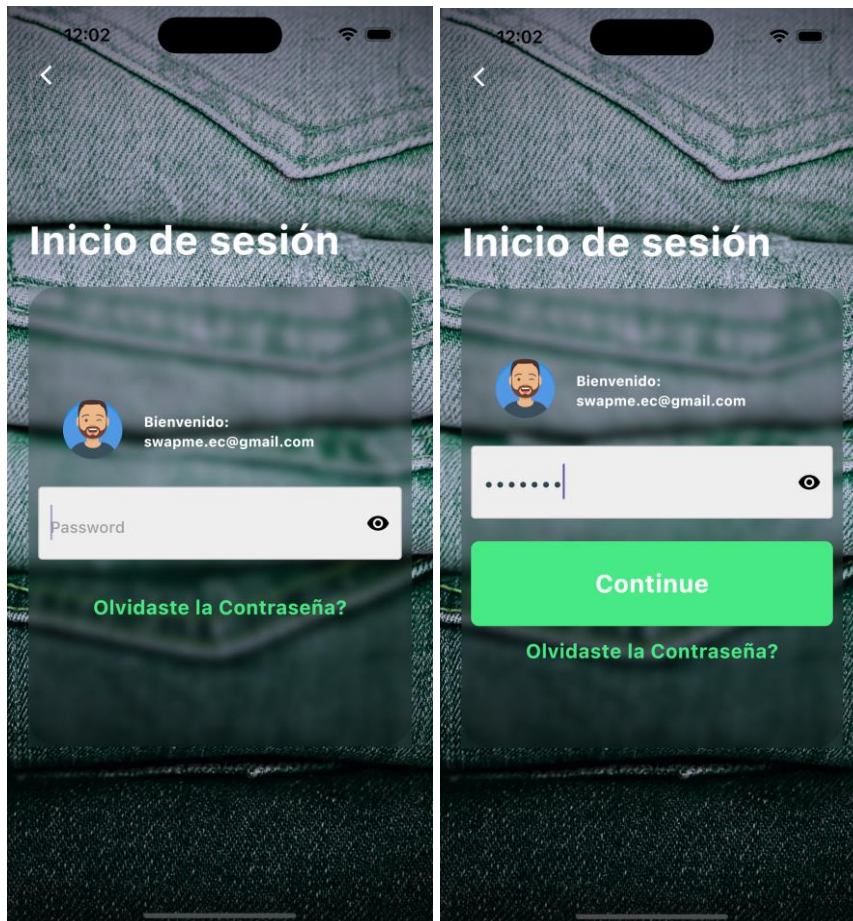 12:02
Inicio de sesión
Bienvenido:
swapme.ec@gmail.com
Password
Olvidaste la Contraseña?
12:02
Inicio de sesión
Bienvenido:
swapme.ec@gmail.com
•••••••
Continue
Olvidaste la Contraseña?